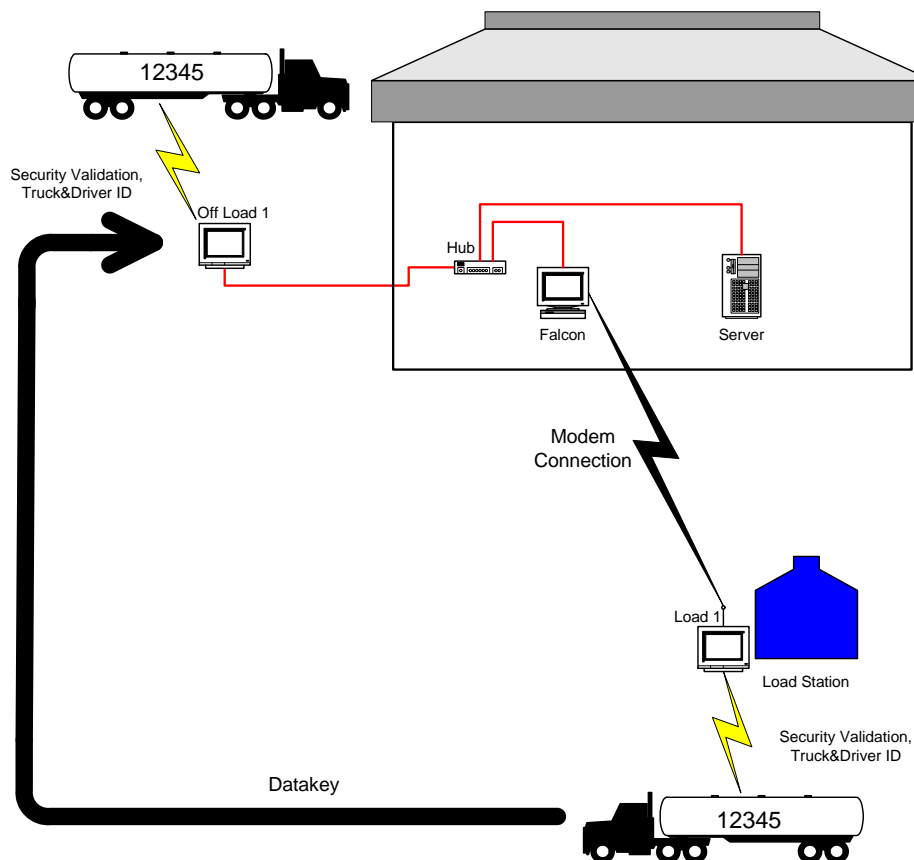 12345
Security Validation,
Truck&Driver ID
Off Load 1
Hub
Falcon
Server
Modem
Connection
Load 1
Load Station
Security Validation,
Truck&Driver ID
Datakey
12345